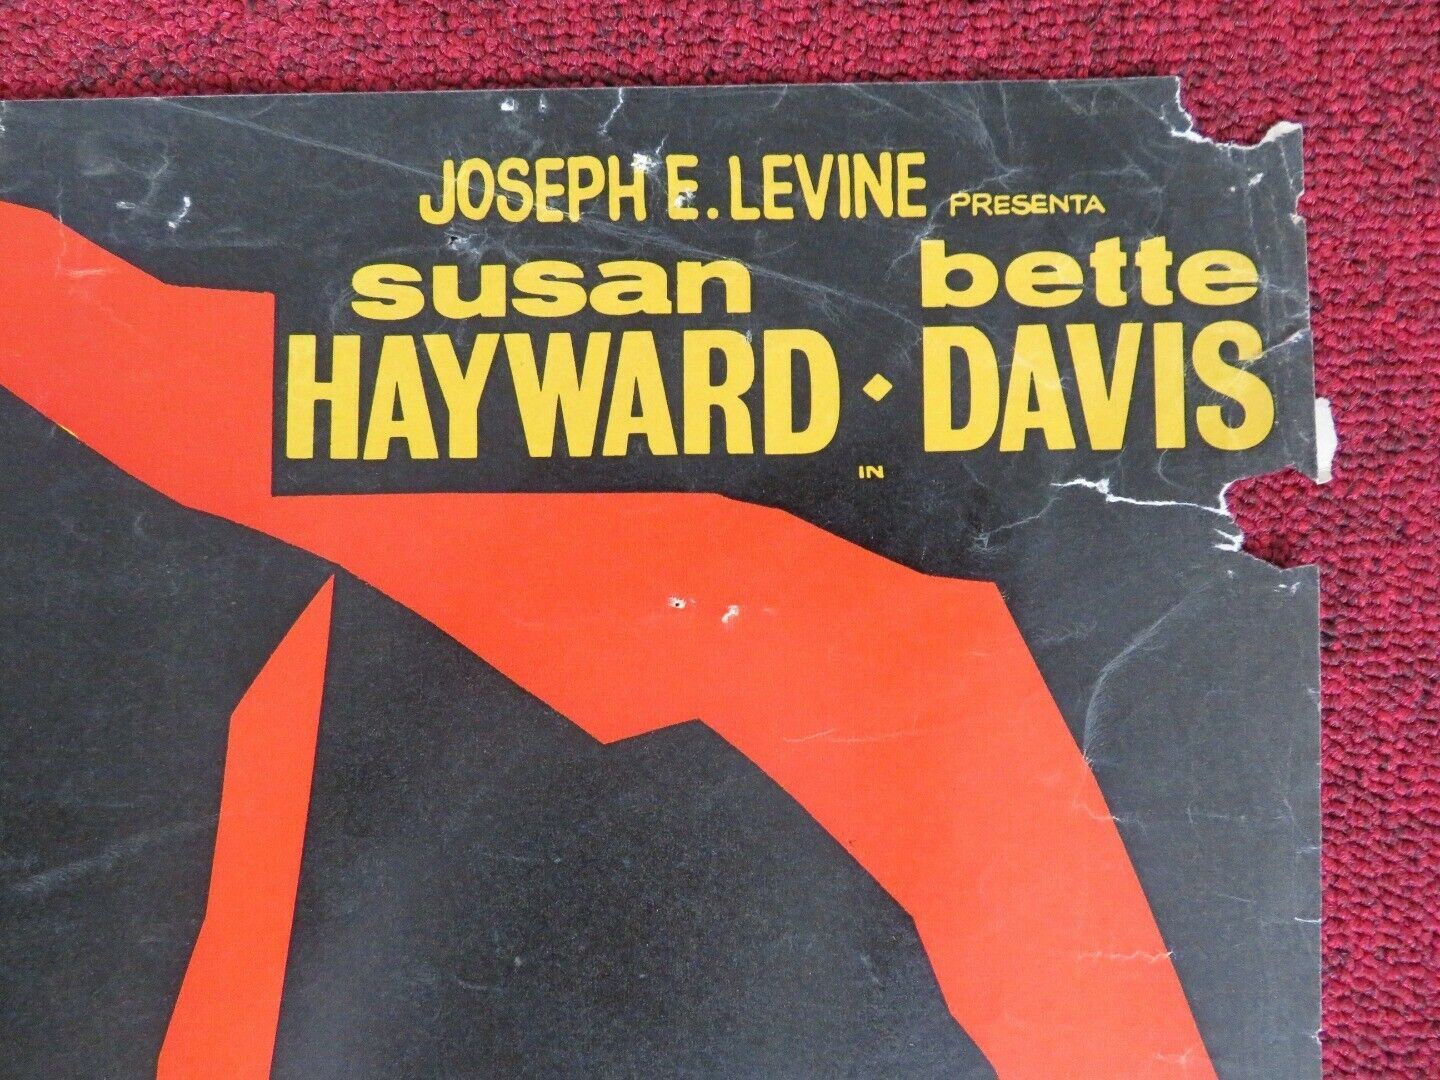 JOSEPH E. LEVINE PRESENTA
susan bette
HAYWARD · DAVIS
IN